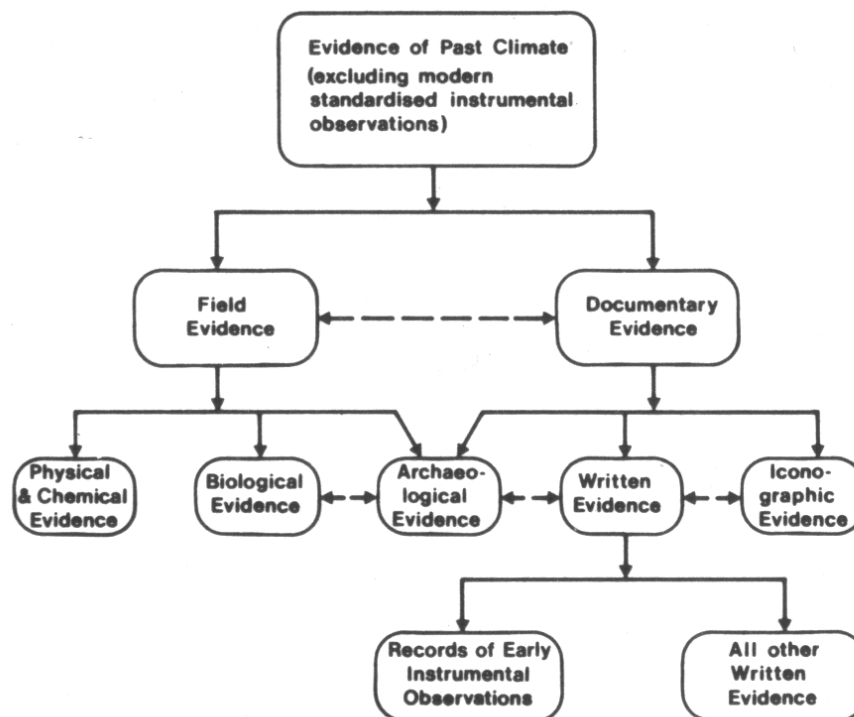 Evidence of Past Climate
(excluding modern
standardised instrumental
observations)
Field
Evidence
Documentary
Evidence
Physical
& Chemical
Evidence
Biological
Evidence
Archaeo-
logical
Evidence
Written
Evidence
Icono-
graphic
Evidence
Records of Early
Instrumental
Observations
All other
Written
Evidence